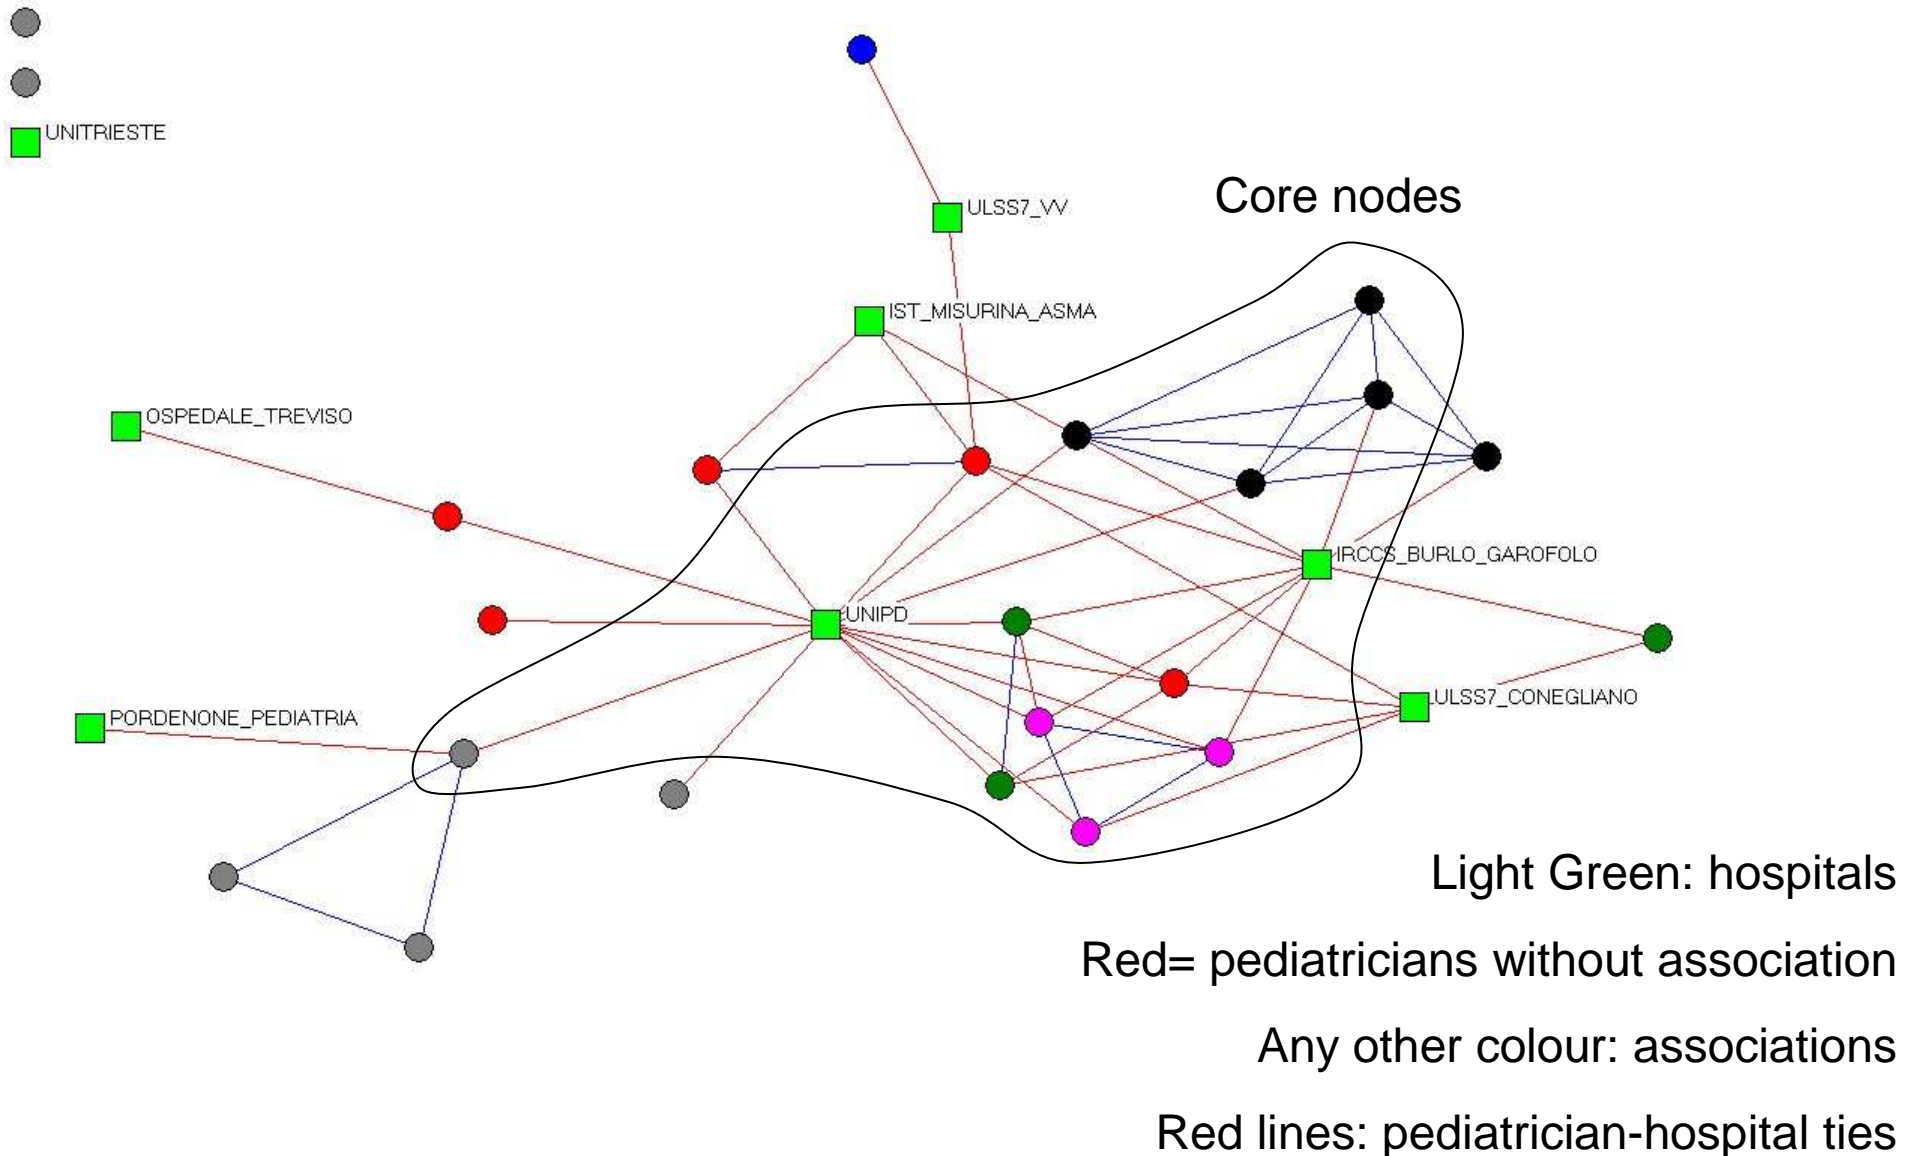 UNITRIESTE
Core nodes
ULSS7_VV
IST_MISURINA_ASMA
OSPEDALE_TREVISO
IRCCS_BURLO_GAROFOLO
UNIPD
ULSS7_CONEGLIANO
PORDENONE_PEDIATRIA
Light Green: hospitals
Red= pediatricians without association
Any other colour: associations
Red lines: pediatrician-hospital ties